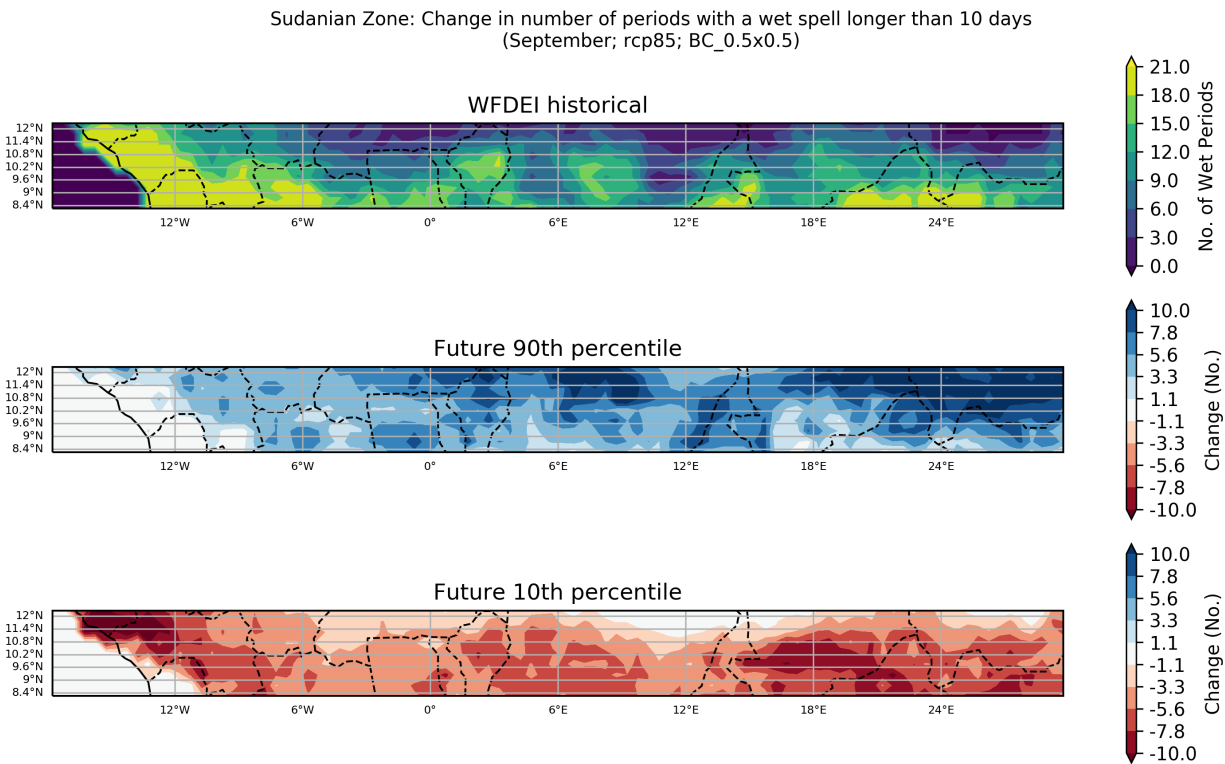 Sudanian Zone: Change in number of periods with a wet spell longer than 10 days
(September; rcp85; BC_0.5x0.5)
WFDEI historical
12°N
11.4°N
10.8°N
10.2°N
9.6°N
9°N
8.4°N
12°W 6°W 0° 6°E 12°E 18°E 24°E
21.0
18.0
15.0
12.0
9.0
6.0
3.0
0.0
No. of Wet Periods
Future 90th percentile
12°N
11.4°N
10.8°N
10.2°N
9.6°N
9°N
8.4°N
12°W 6°W 0° 6°E 12°E 18°E 24°E
10.0
7.8
5.6
3.3
1.1
-1.1
-3.3
-5.6
-7.8
-10.0
Change (No.)
Future 10th percentile
12°N
11.4°N
10.8°N
10.2°N
9.6°N
9°N
8.4°N
12°W 6°W 0° 6°E 12°E 18°E 24°E
10.0
7.8
5.6
3.3
1.1
-1.1
-3.3
-5.6
-7.8
-10.0
Change (No.)